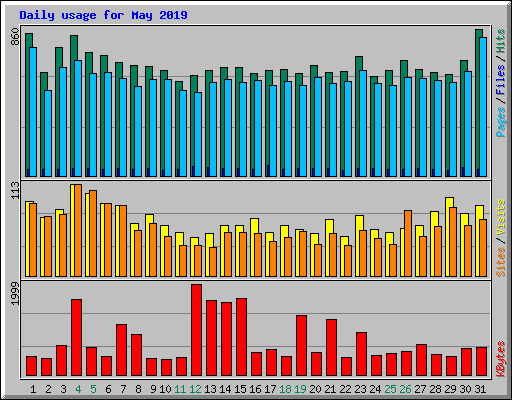 Daily usage for May 2019
860
Pages / Files / Hits
113
Sites / Visits
1999
KBytes
1 2 3 4 5 6 7 8 9 10 11 12 13 14 15 16 17 18 19 20 21 22 23 24 25 26 27 28 29 30 31